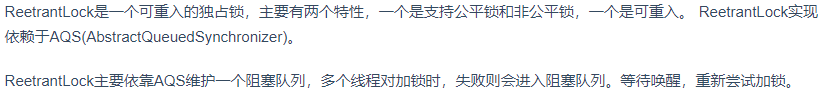 ReetrantLock是一个可重入的独占锁，主要有两个特性，一个是支持公平锁和非公平锁，一个是可重入。 ReetrantLock实现
依赖于AQS(AbstractQueuedSynchronizer)。
ReetrantLock主要依靠AQS维护一个阻塞队列，多个线程对加锁时，失败则会进入阻塞队列。等待唤醒，重新尝试加锁。